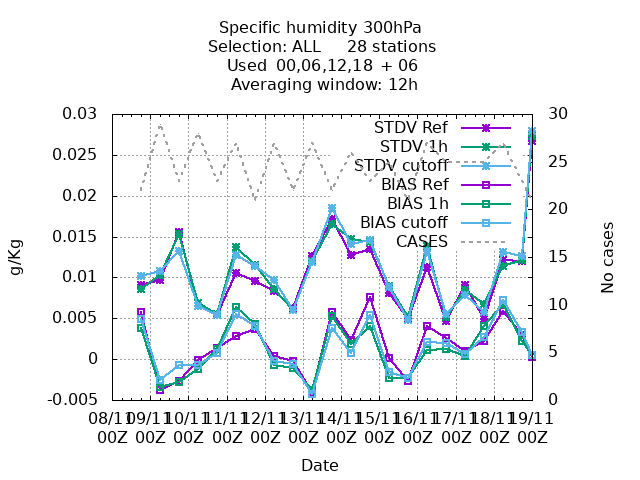 Specific humidity 300hPa
Selection: ALL 28 stations
Used 00,06,12,18 + 06
Averaging window: 12h
g/Kg
0.03
0.025
0.02
0.015
0.01
0.005
0
-0.005
STDV Ref
STDV 1h
STDV cutoff
BIAS Ref
BIAS 1h
BIAS cutoff
CASES
30
25
20
15
10
5
0
No cases
08/11 09/11 10/11 11/11 12/11 13/11 14/11 15/11 16/11 17/11 18/11 19/11
00Z 00Z 00Z 00Z 00Z 00Z 00Z 00Z 00Z 00Z 00Z 00Z
Date